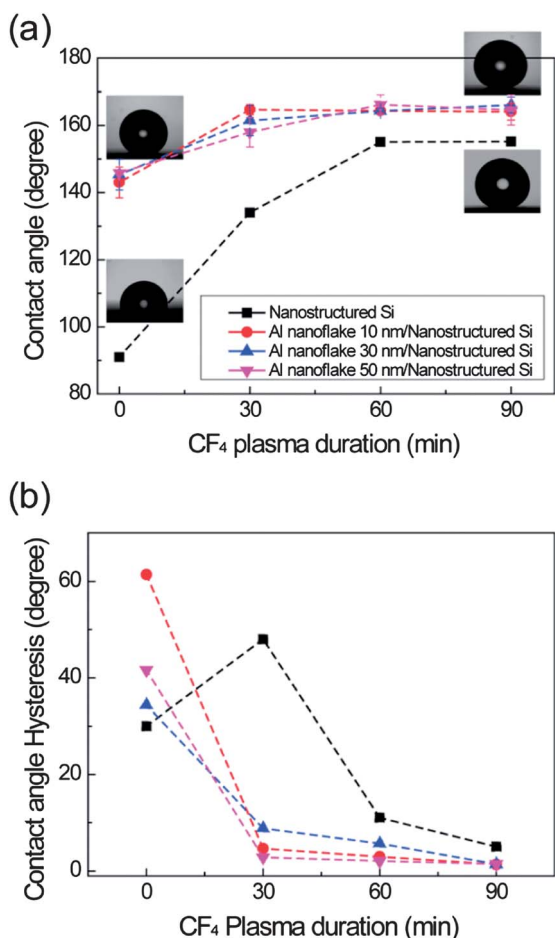 (a)
180
160
140
120
100
80
Contact angle (degree)
Nanostructured Si
Al nanoflake 10 nm/Nanostructured Si
Al nanoflake 30 nm/Nanostructured Si
Al nanoflake 50 nm/Nanostructured Si
0 30 60 90
CF₄ plasma duration (min)
(b)
60
40
20
0
Contact angle Hysteresis (degree)
0 30 60 90
CF₄ Plasma duration (min)